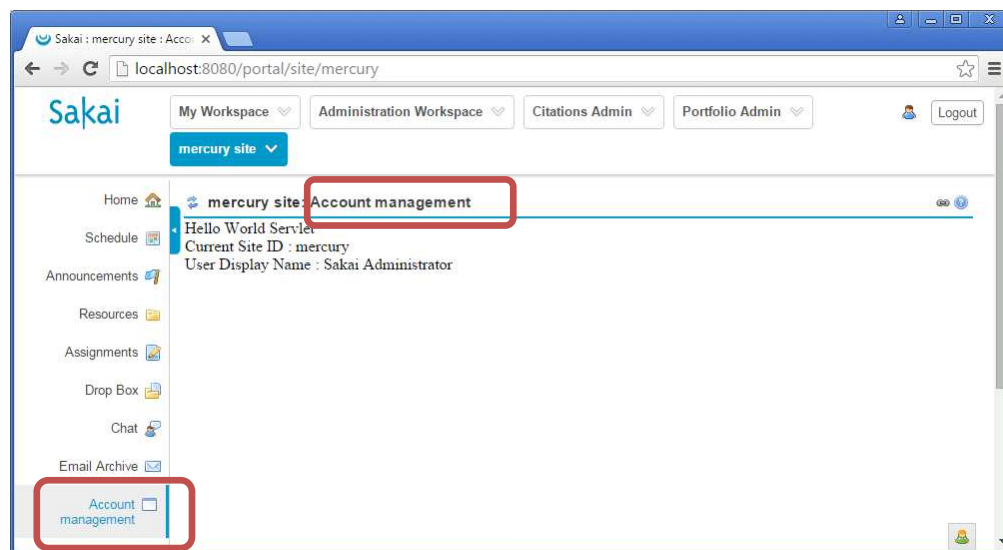 Sakai : mercury site : Acco
localhost:8080/portal/site/mercury
Sakai
My Workspace
Administration Workspace
Citations Admin
Portfolio Admin
Logout
mercury site
Home
mercury site: Account management
Schedule
Hello World Servlet
Current Site ID : mercury
User Display Name : Sakai Administrator
Announcements
Resources
Assignments
Drop Box
Chat
Email Archive
Account
management